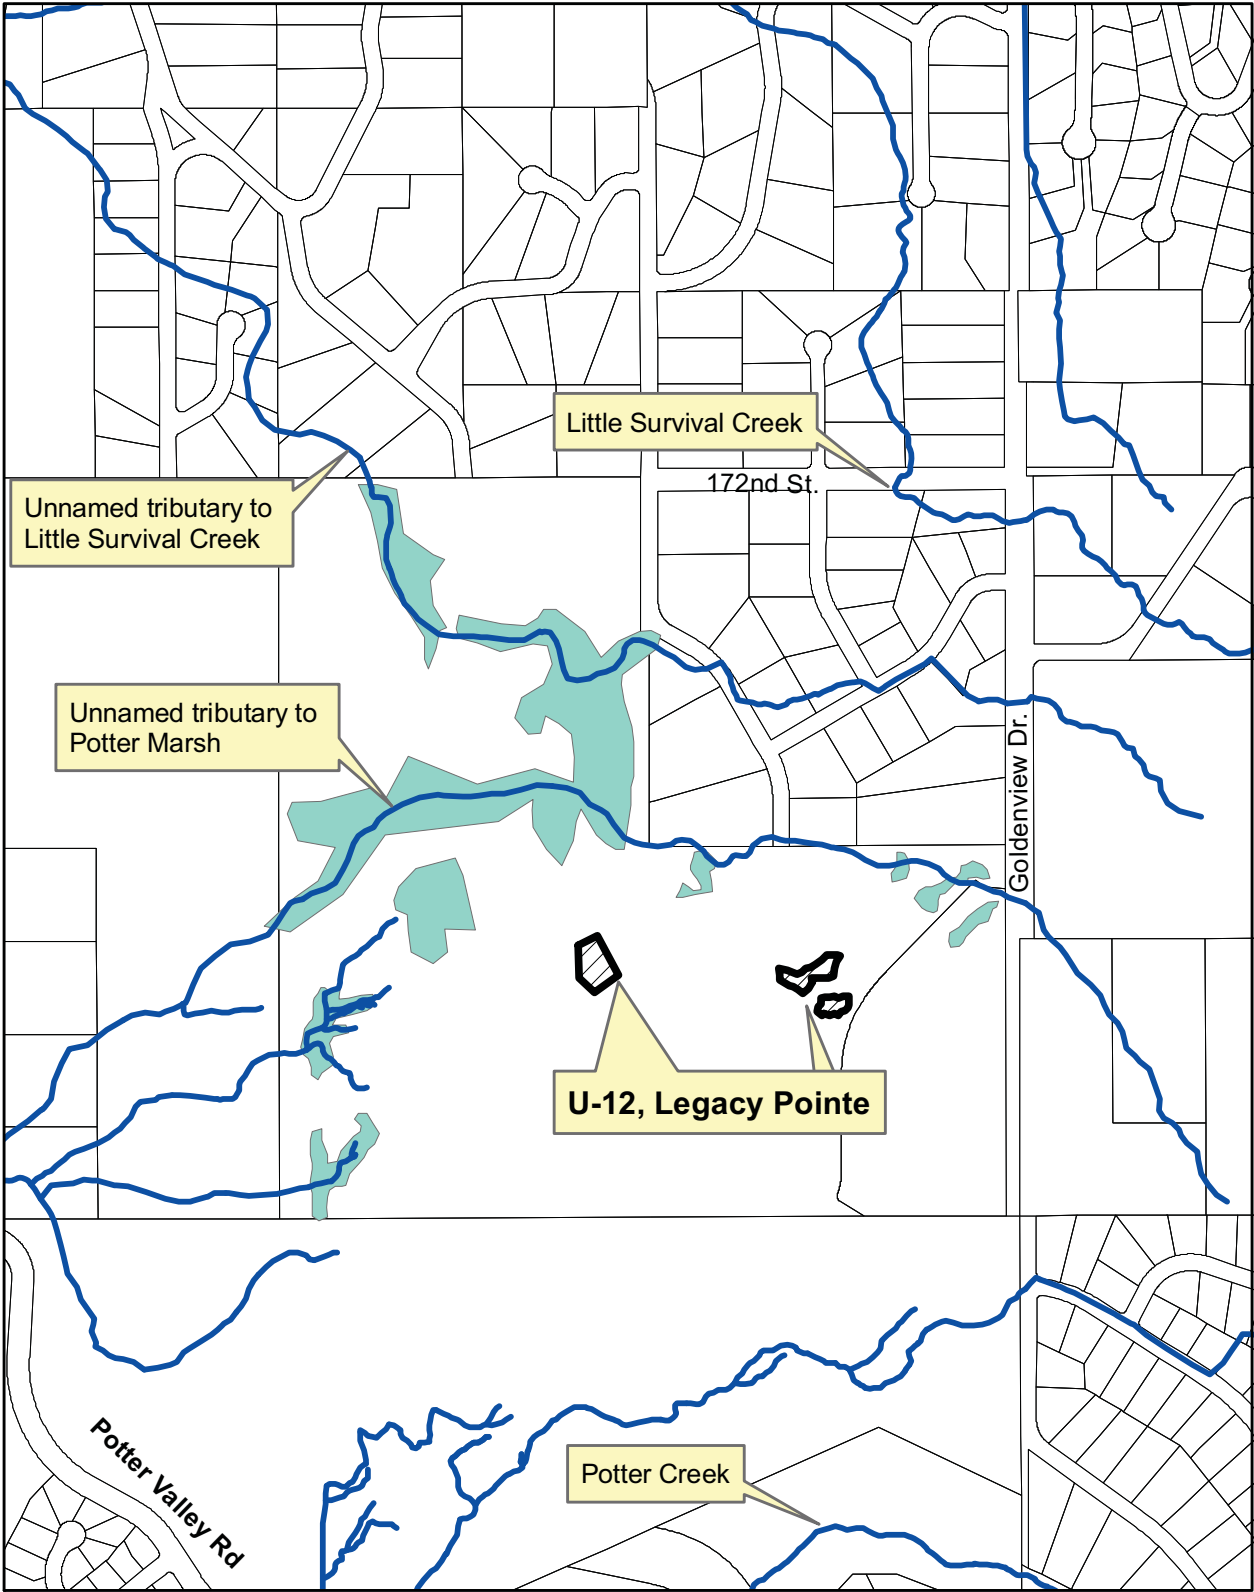 Little Survival Creek
172nd St.
Unnamed tributary to
Little Survival Creek
Unnamed tributary to
Potter Marsh
Goldenview Dr.
U-12, Legacy Pointe
Potter Valley Rd
Potter Creek